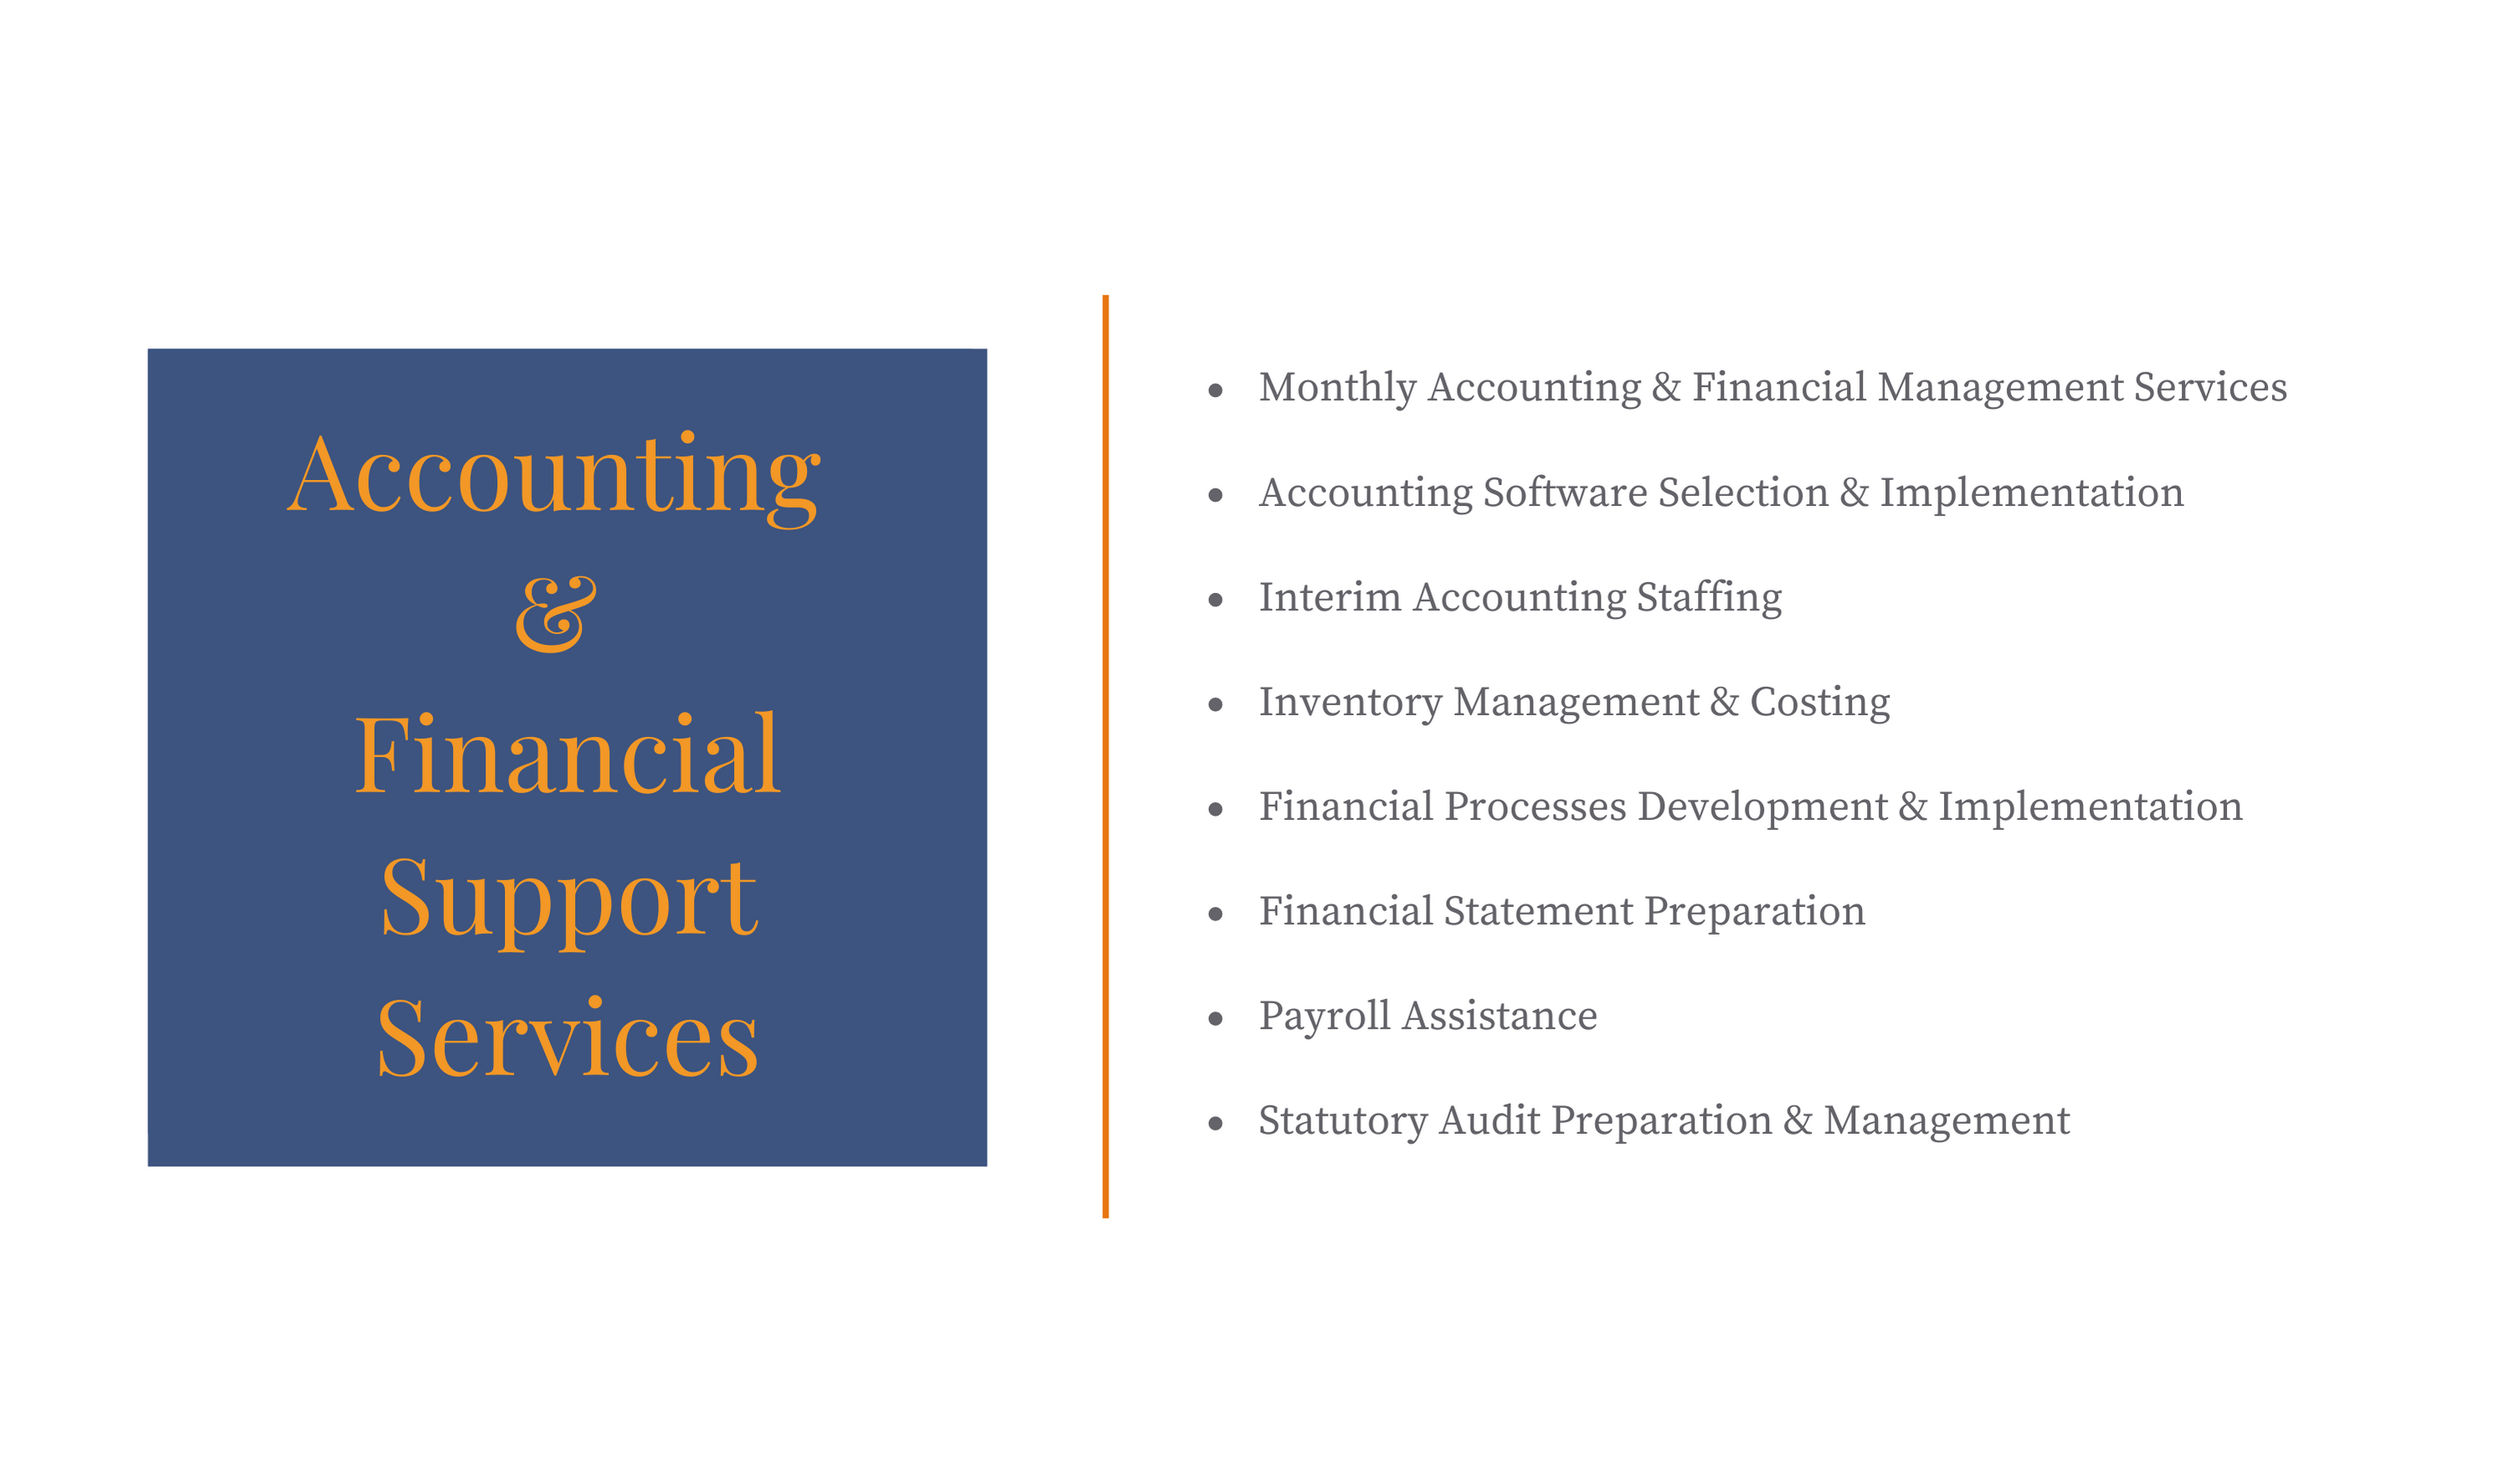 Accounting
&
Financial
Support
Services
• Monthly Accounting & Financial Management Services
• Accounting Software Selection & Implementation
• Interim Accounting Staffing
• Inventory Management & Costing
• Financial Processes Development & Implementation
• Financial Statement Preparation
• Payroll Assistance
• Statutory Audit Preparation & Management